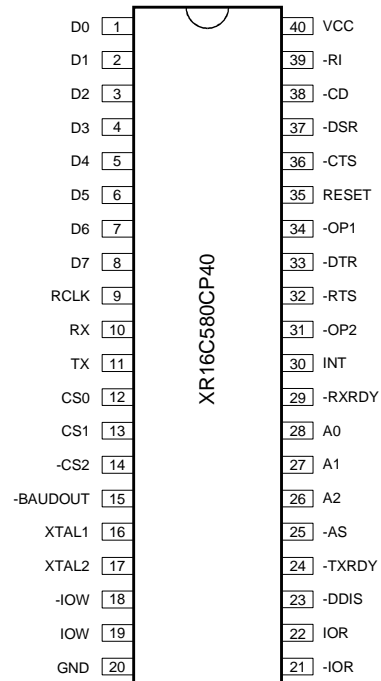 D0 1 40 VCC
D1 2 39 -RI
D2 3 38 -CD
D3 4 37 -DSR
D4 5 36 -CTS
D5 6 35 RESET
D6 7 34 -OP1
D7 8 33 -DTR
RCLK 9 32 -RTS
RX 10 31 -OP2
TX 11 30 INT
CS0 12 29 -RXRDY
CS1 13 28 A0
-CS2 14 27 A1
-BAUDOUT 15 26 A2
XTAL1 16 25 -AS
XTAL2 17 24 -TXRDY
-IOW 18 23 -DDIS
IOW 19 22 IOR
GND 20 21 -IOR
XR16C580CP40